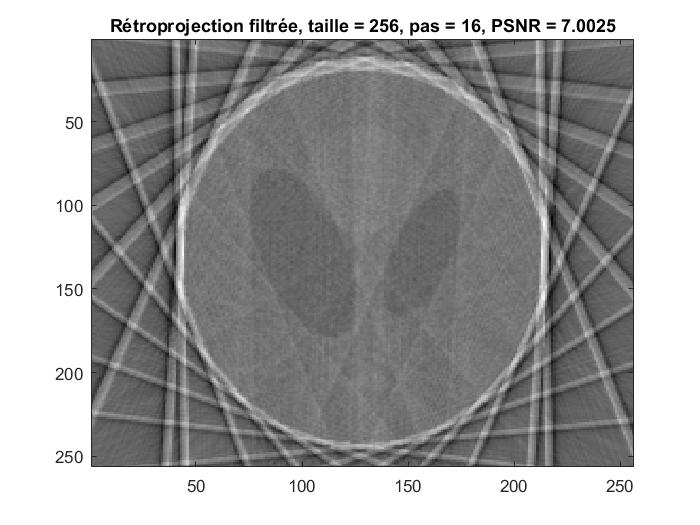 Rétroprojection filtrée, taille = 256, pas = 16, PSNR = 7.0025
50
100
150
200
250
50 100 150 200 250